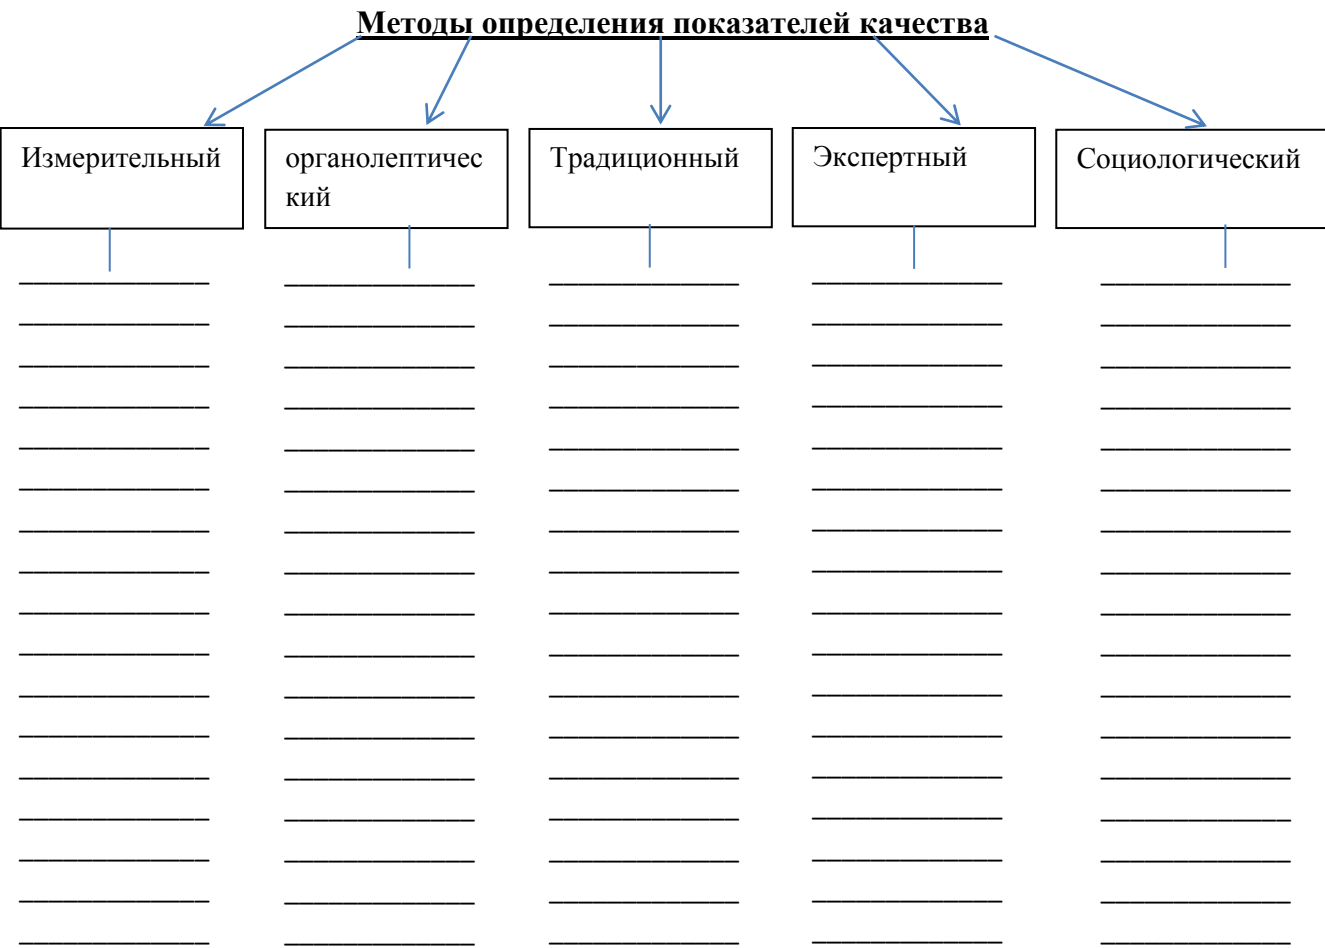 Методы определения показателей качества
Измерительный
органолептичес
кий
Традиционный
Экспертный
Социологический